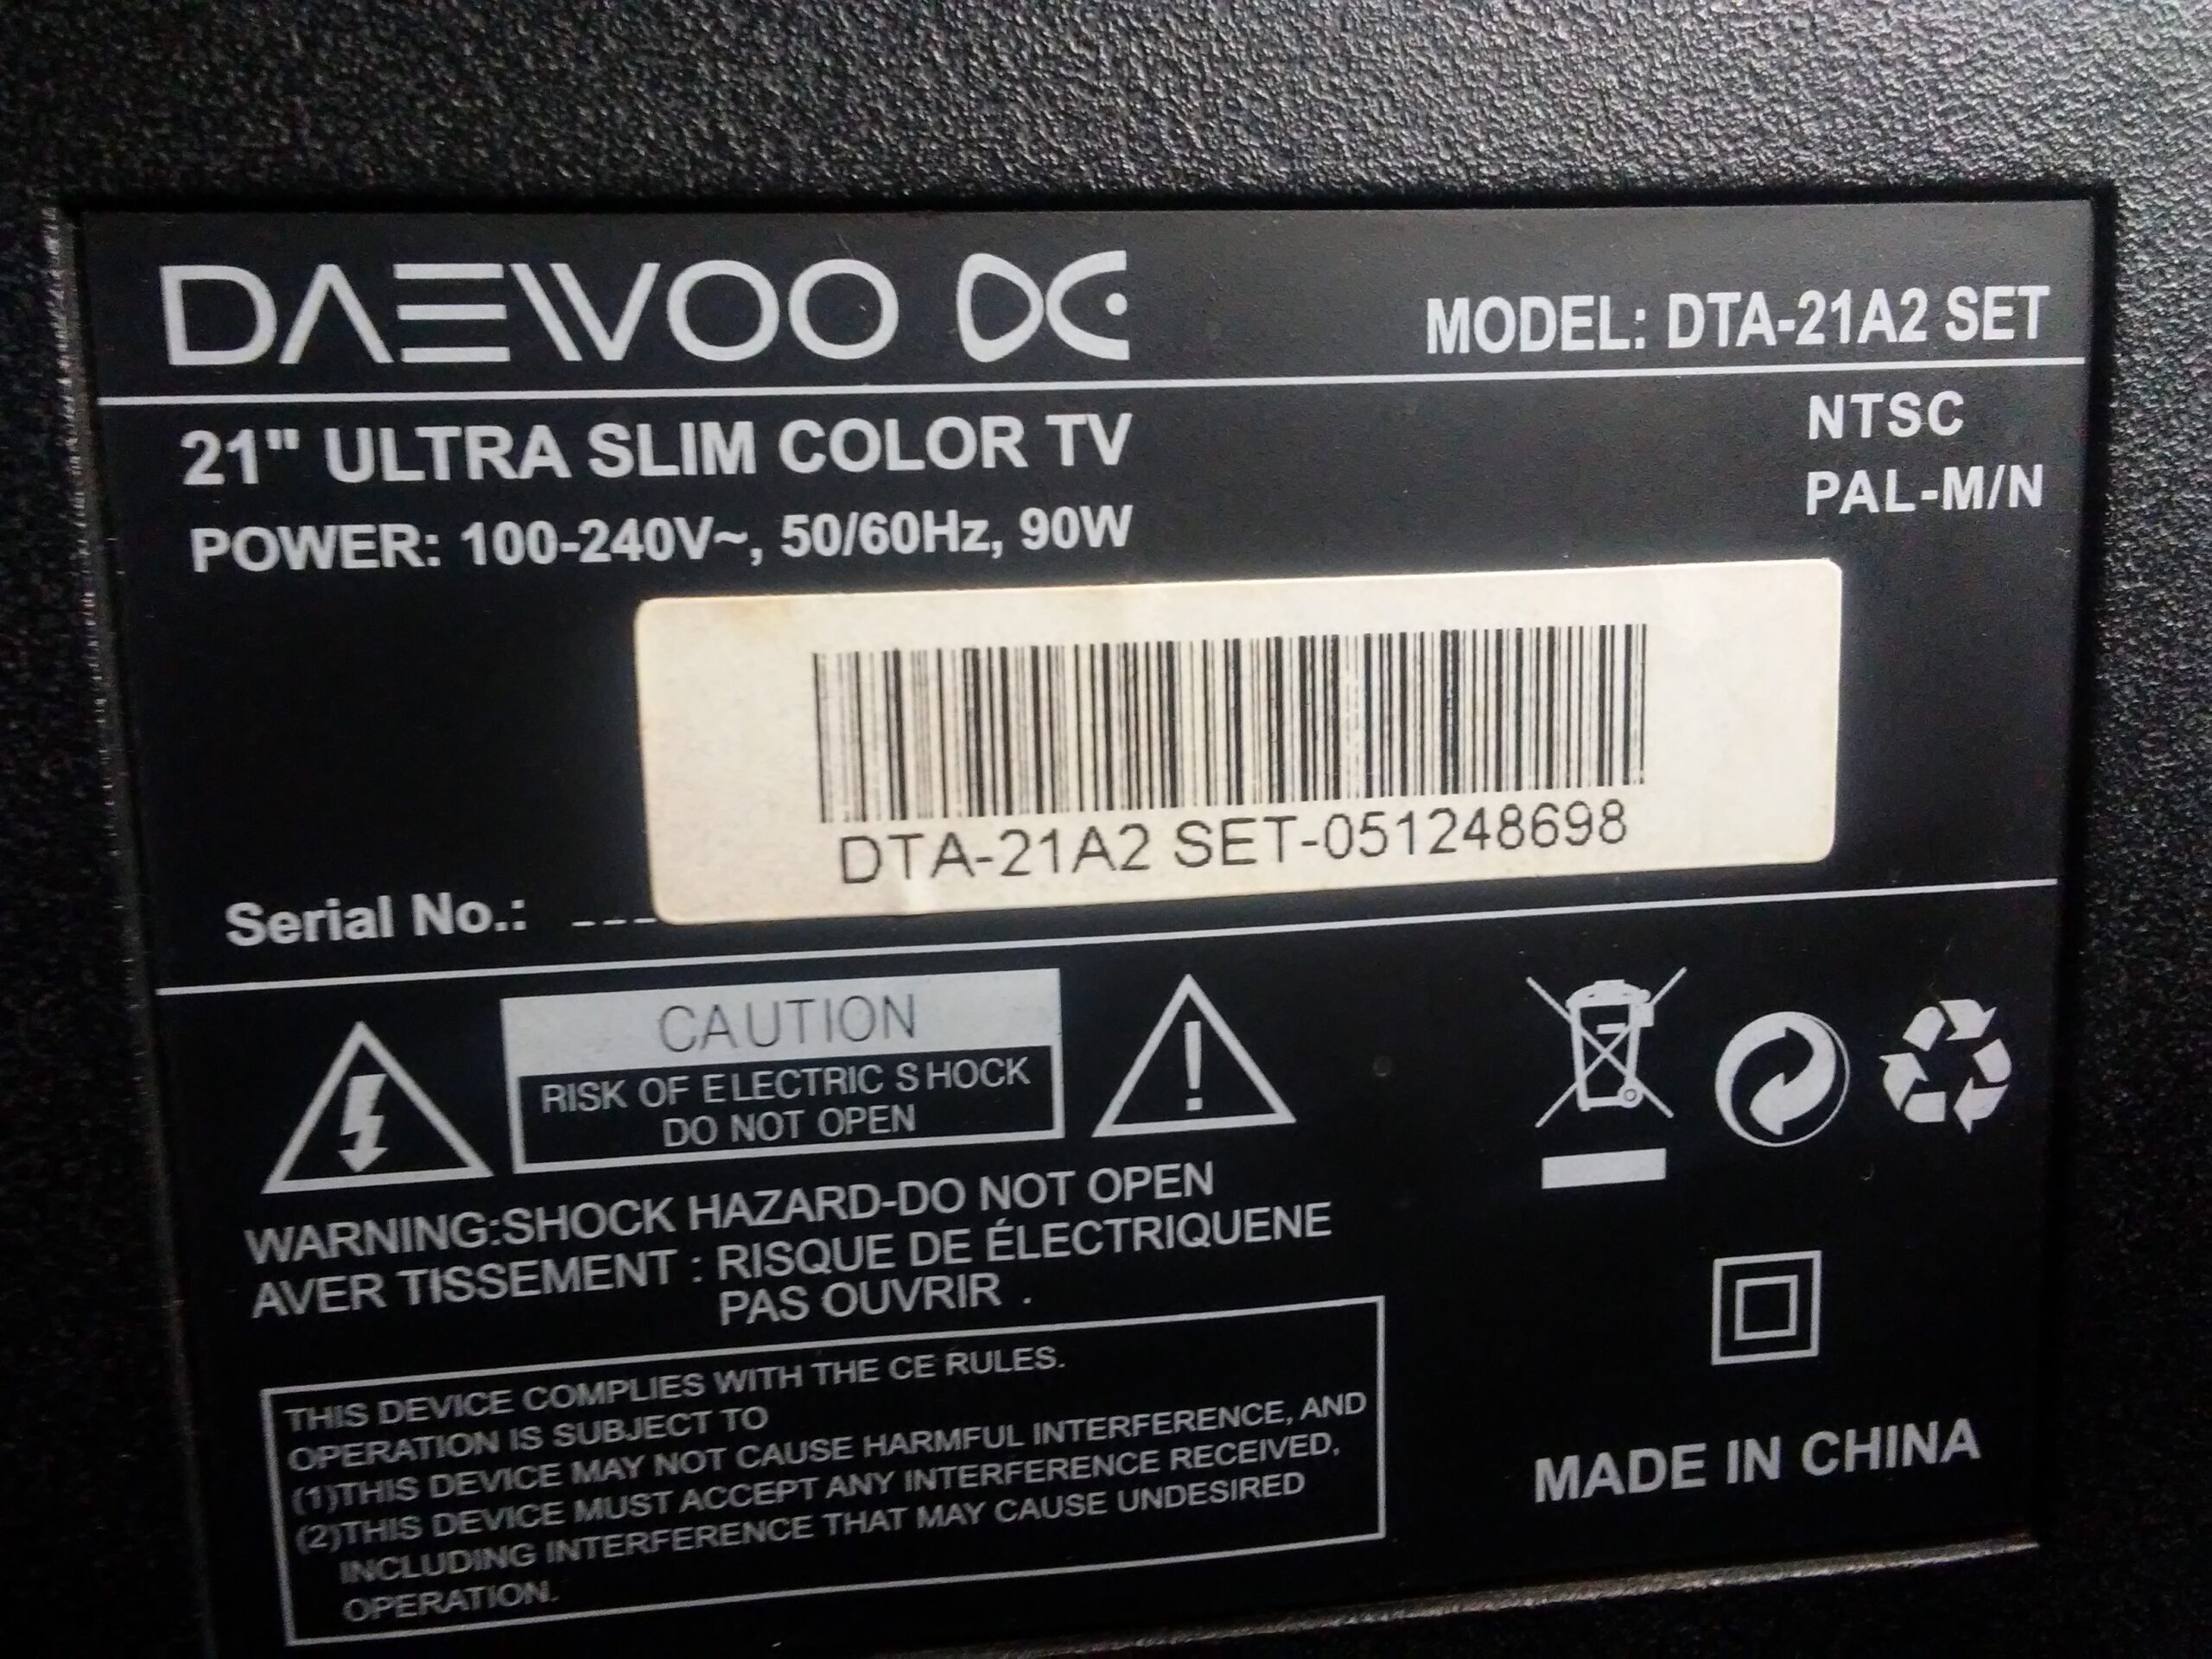 DAEWOO DE
MODEL: DTA-21A2 SET
21" ULTRA SLIM COLOR TV
NTSC
PAL-M/N
POWER: 100-240V~, 50/60Hz, 90W
DTA-21A2 SET-051248698
Serial No.: ---
CAUTION
RISK OF ELECTRIC SHOCK
DO NOT OPEN
WARNING:SHOCK HAZARD-DO NOT OPEN
AVER TISSEMENT : RISQUE DE ÉLECTRIQUENE
PAS OUVRIR .
THIS DEVICE COMPLIES WITH THE CE RULES.
OPERATION IS SUBJECT TO
(1)THIS DEVICE MAY NOT CAUSE HARMFUL INTERFERENCE, AND
(2)THIS DEVICE MUST ACCEPT ANY INTERFERENCE RECEIVED,
INCLUDING INTERFERENCE THAT MAY CAUSE UNDESIRED
OPERATION.
MADE IN CHINA